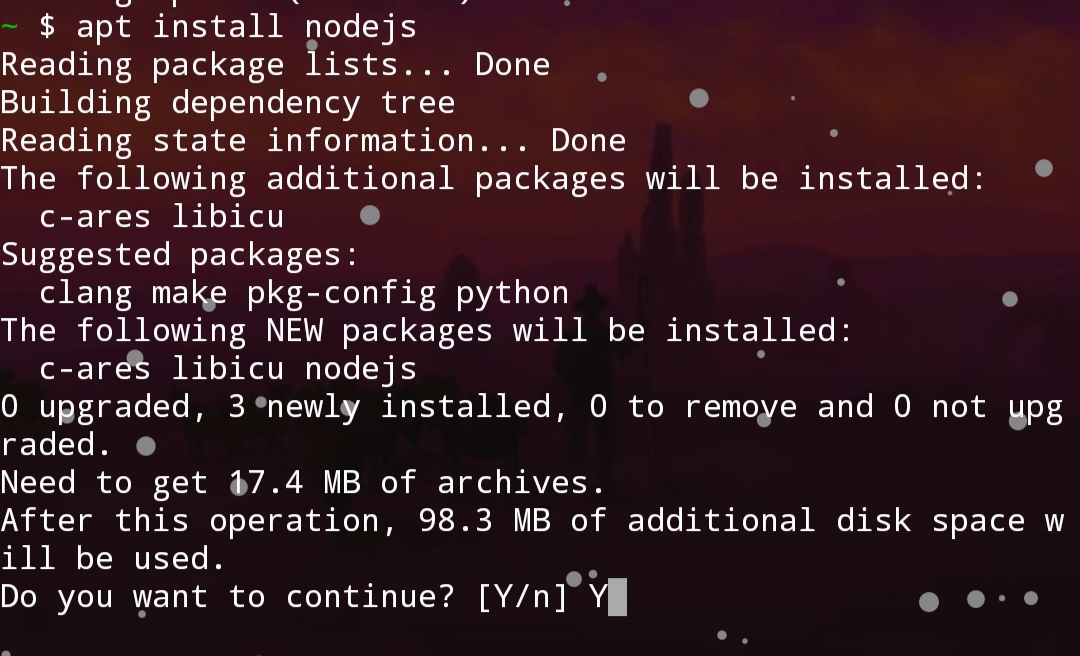 ~ $ apt install nodejs
Reading package lists... Done
Building dependency tree
Reading state information... Done
The following additional packages will be installed:
  c-ares libicu
Suggested packages:
  clang make pkg-config python
The following NEW packages will be installed:
  c-ares libicu nodejs
0 upgraded, 3 newly installed, 0 to remove and 0 not upg
raded.
Need to get 17.4 MB of archives.
After this operation, 98.3 MB of additional disk space w
ill be used.
Do you want to continue? [Y/n] Y